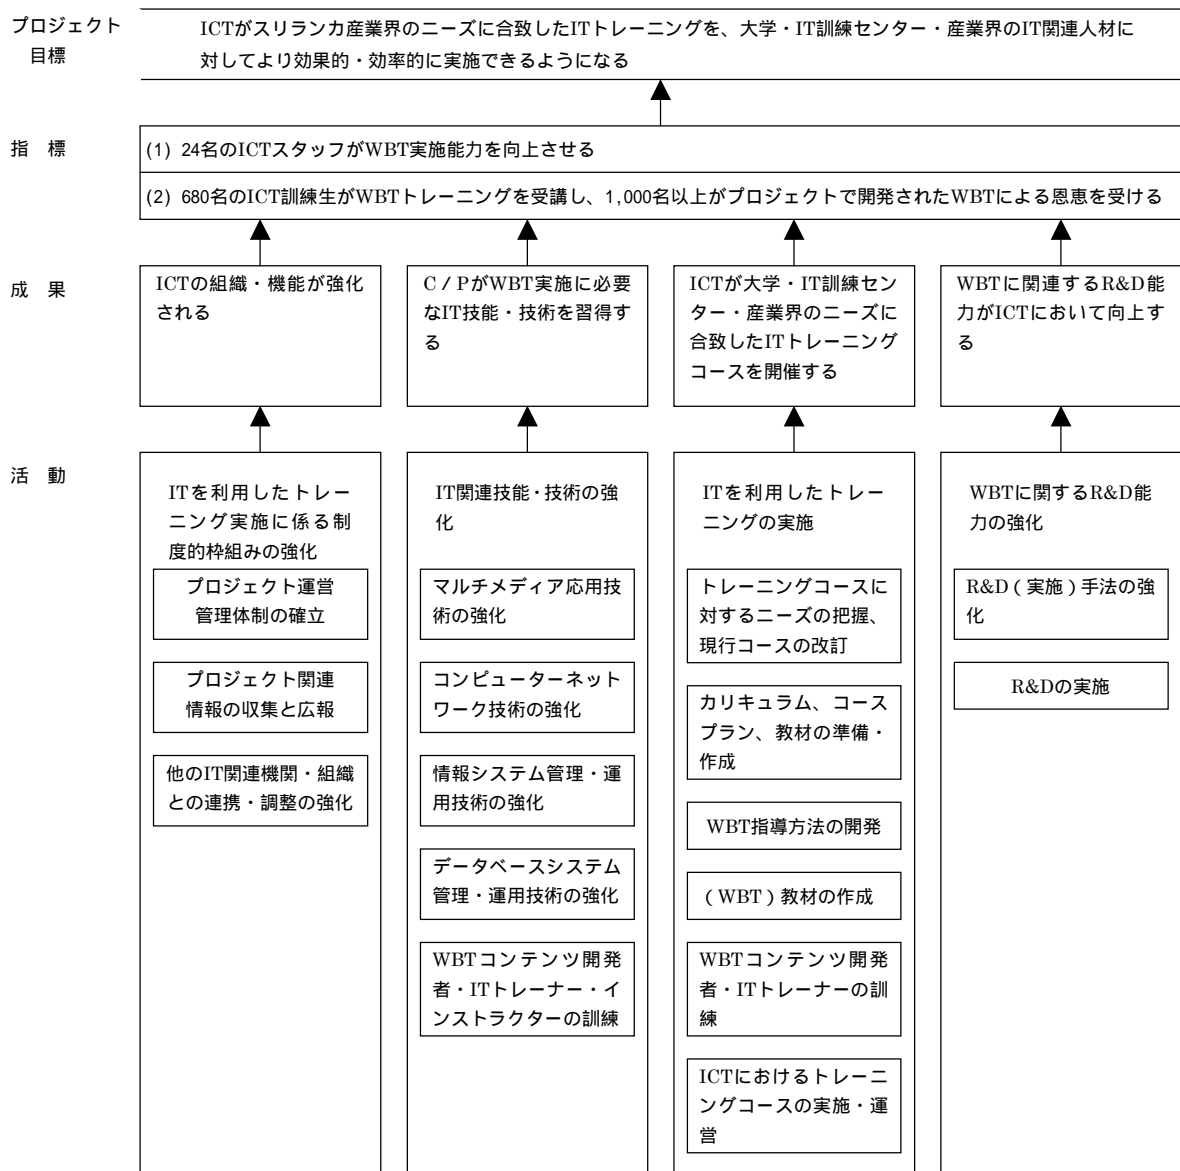 プロジェクト
目標
ICTがスリランカ産業界のニーズに合致したITトレーニングを、大学・IT訓練センター・産業界のIT関連人材に
対してより効果的・効率的に実施できるようになる
指　標
(1) 24名のICTスタッフがWBT実施能力を向上させる
(2) 680名のICT訓練生がWBTトレーニングを受講し、1,000名以上がプロジェクトで開発されたWBTによる恩恵を受ける
成　果
ICTの組織・機能が強化
される
C／PがWBT実施に必要
なIT技能・技術を習得す
る
ICTが大学・IT訓練セン
ター・産業界のニーズに
合致したITトレーニング
コースを開催する
WBTに関連するR&D能
力がICTにおいて向上す
る
活　動
ITを利用したトレー
ニング実施に係る制
度的枠組みの強化
プロジェクト運営
管理体制の確立
プロジェクト関連
情報の収集と広報
他のIT関連機関・組織
との連携・調整の強化
IT関連技能・技術の強
化
マルチメディア応用技
術の強化
コンピューターネット
ワーク技術の強化
情報システム管理・運
用技術の強化
データベースシステム
管理・運用技術の強化
WBTコンテンツ開発
者・ITトレーナー・イ
ンストラクターの訓練
ITを利用したトレー
ニングの実施
トレーニングコースに
対するニーズの把握、
現行コースの改訂
カリキュラム、コース
プラン、教材の準備・
作成
WBT指導方法の開発
（WBT）教材の作成
WBTコンテンツ開発
者・ITトレーナーの訓
練
ICTにおけるトレーニ
ングコースの実施・運
営
WBTに関するR&D能
力の強化
R&D（実施）手法の強
化
R&Dの実施